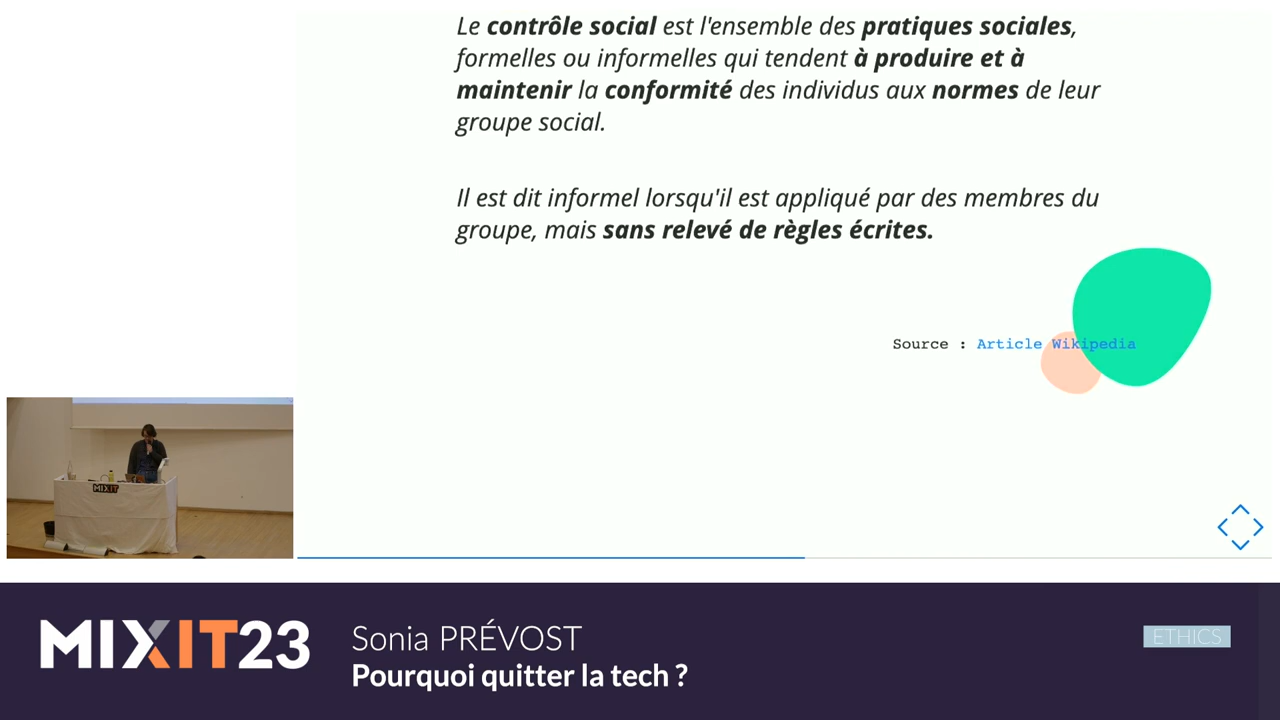 Le contrôle social est l'ensemble des pratiques sociales,
formelles ou informelles qui tendent à produire et à
maintenir la conformité des individus aux normes de leur
groupe social.
Il est dit informel lorsqu'il est appliqué par des membres du
groupe, mais sans relevé de règles écrites.
Source : Article Wikipedia
MIXIT
MIXIT23
Sonia PRÉVOST
Pourquoi quitter la tech ?
ETHICS